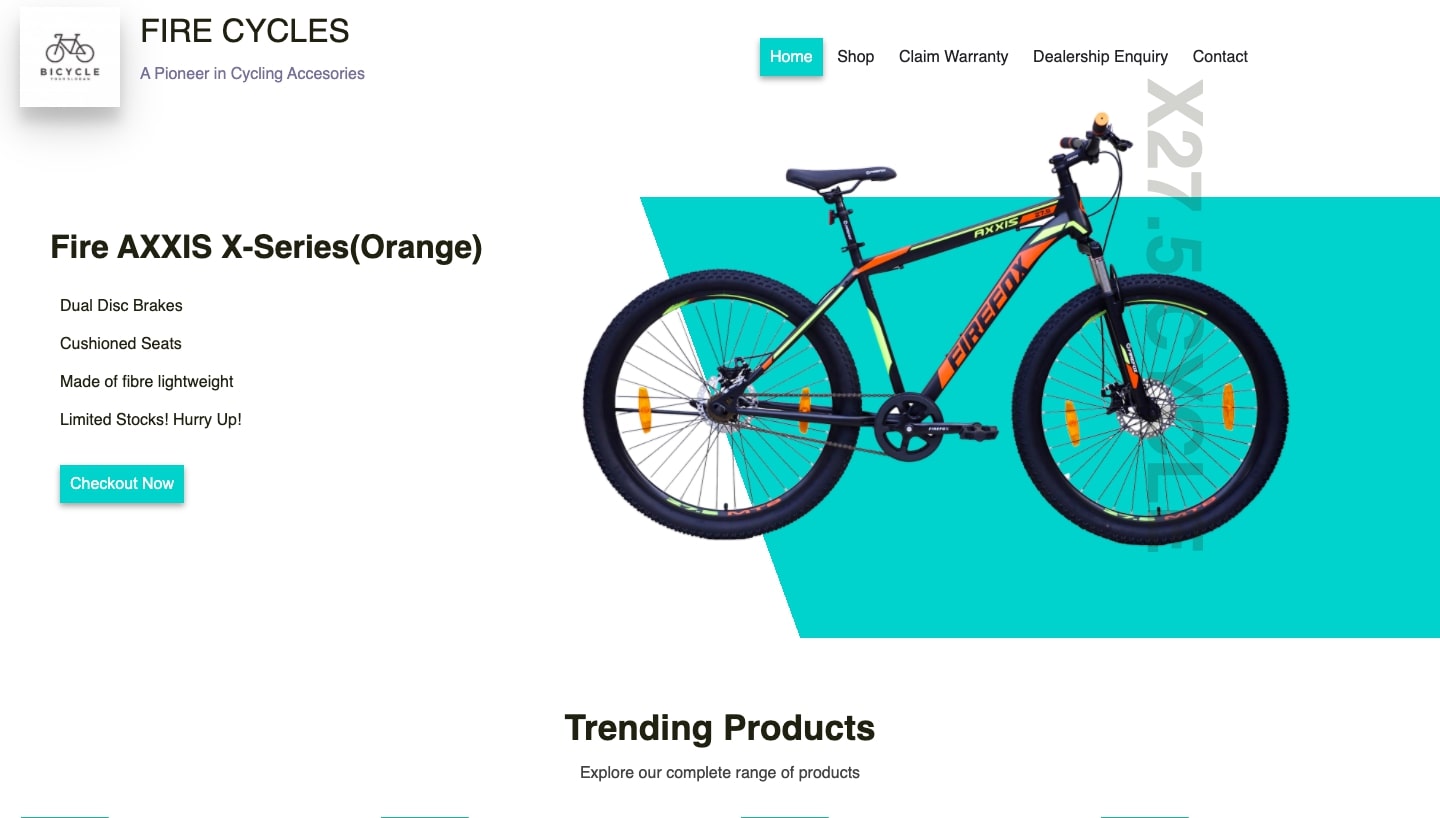 FIRE CYCLES
A Pioneer in Cycling Accesories
BICYCLE
Home Shop Claim Warranty Dealership Enquiry Contact
X27.5CYCLE
Fire AXXIS X-Series(Orange)
Dual Disc Brakes
Cushioned Seats
Made of fibre lightweight
Limited Stocks! Hurry Up!
Checkout Now
AXXIS
FIREFOX
FIREFOX
Trending Products
Explore our complete range of products